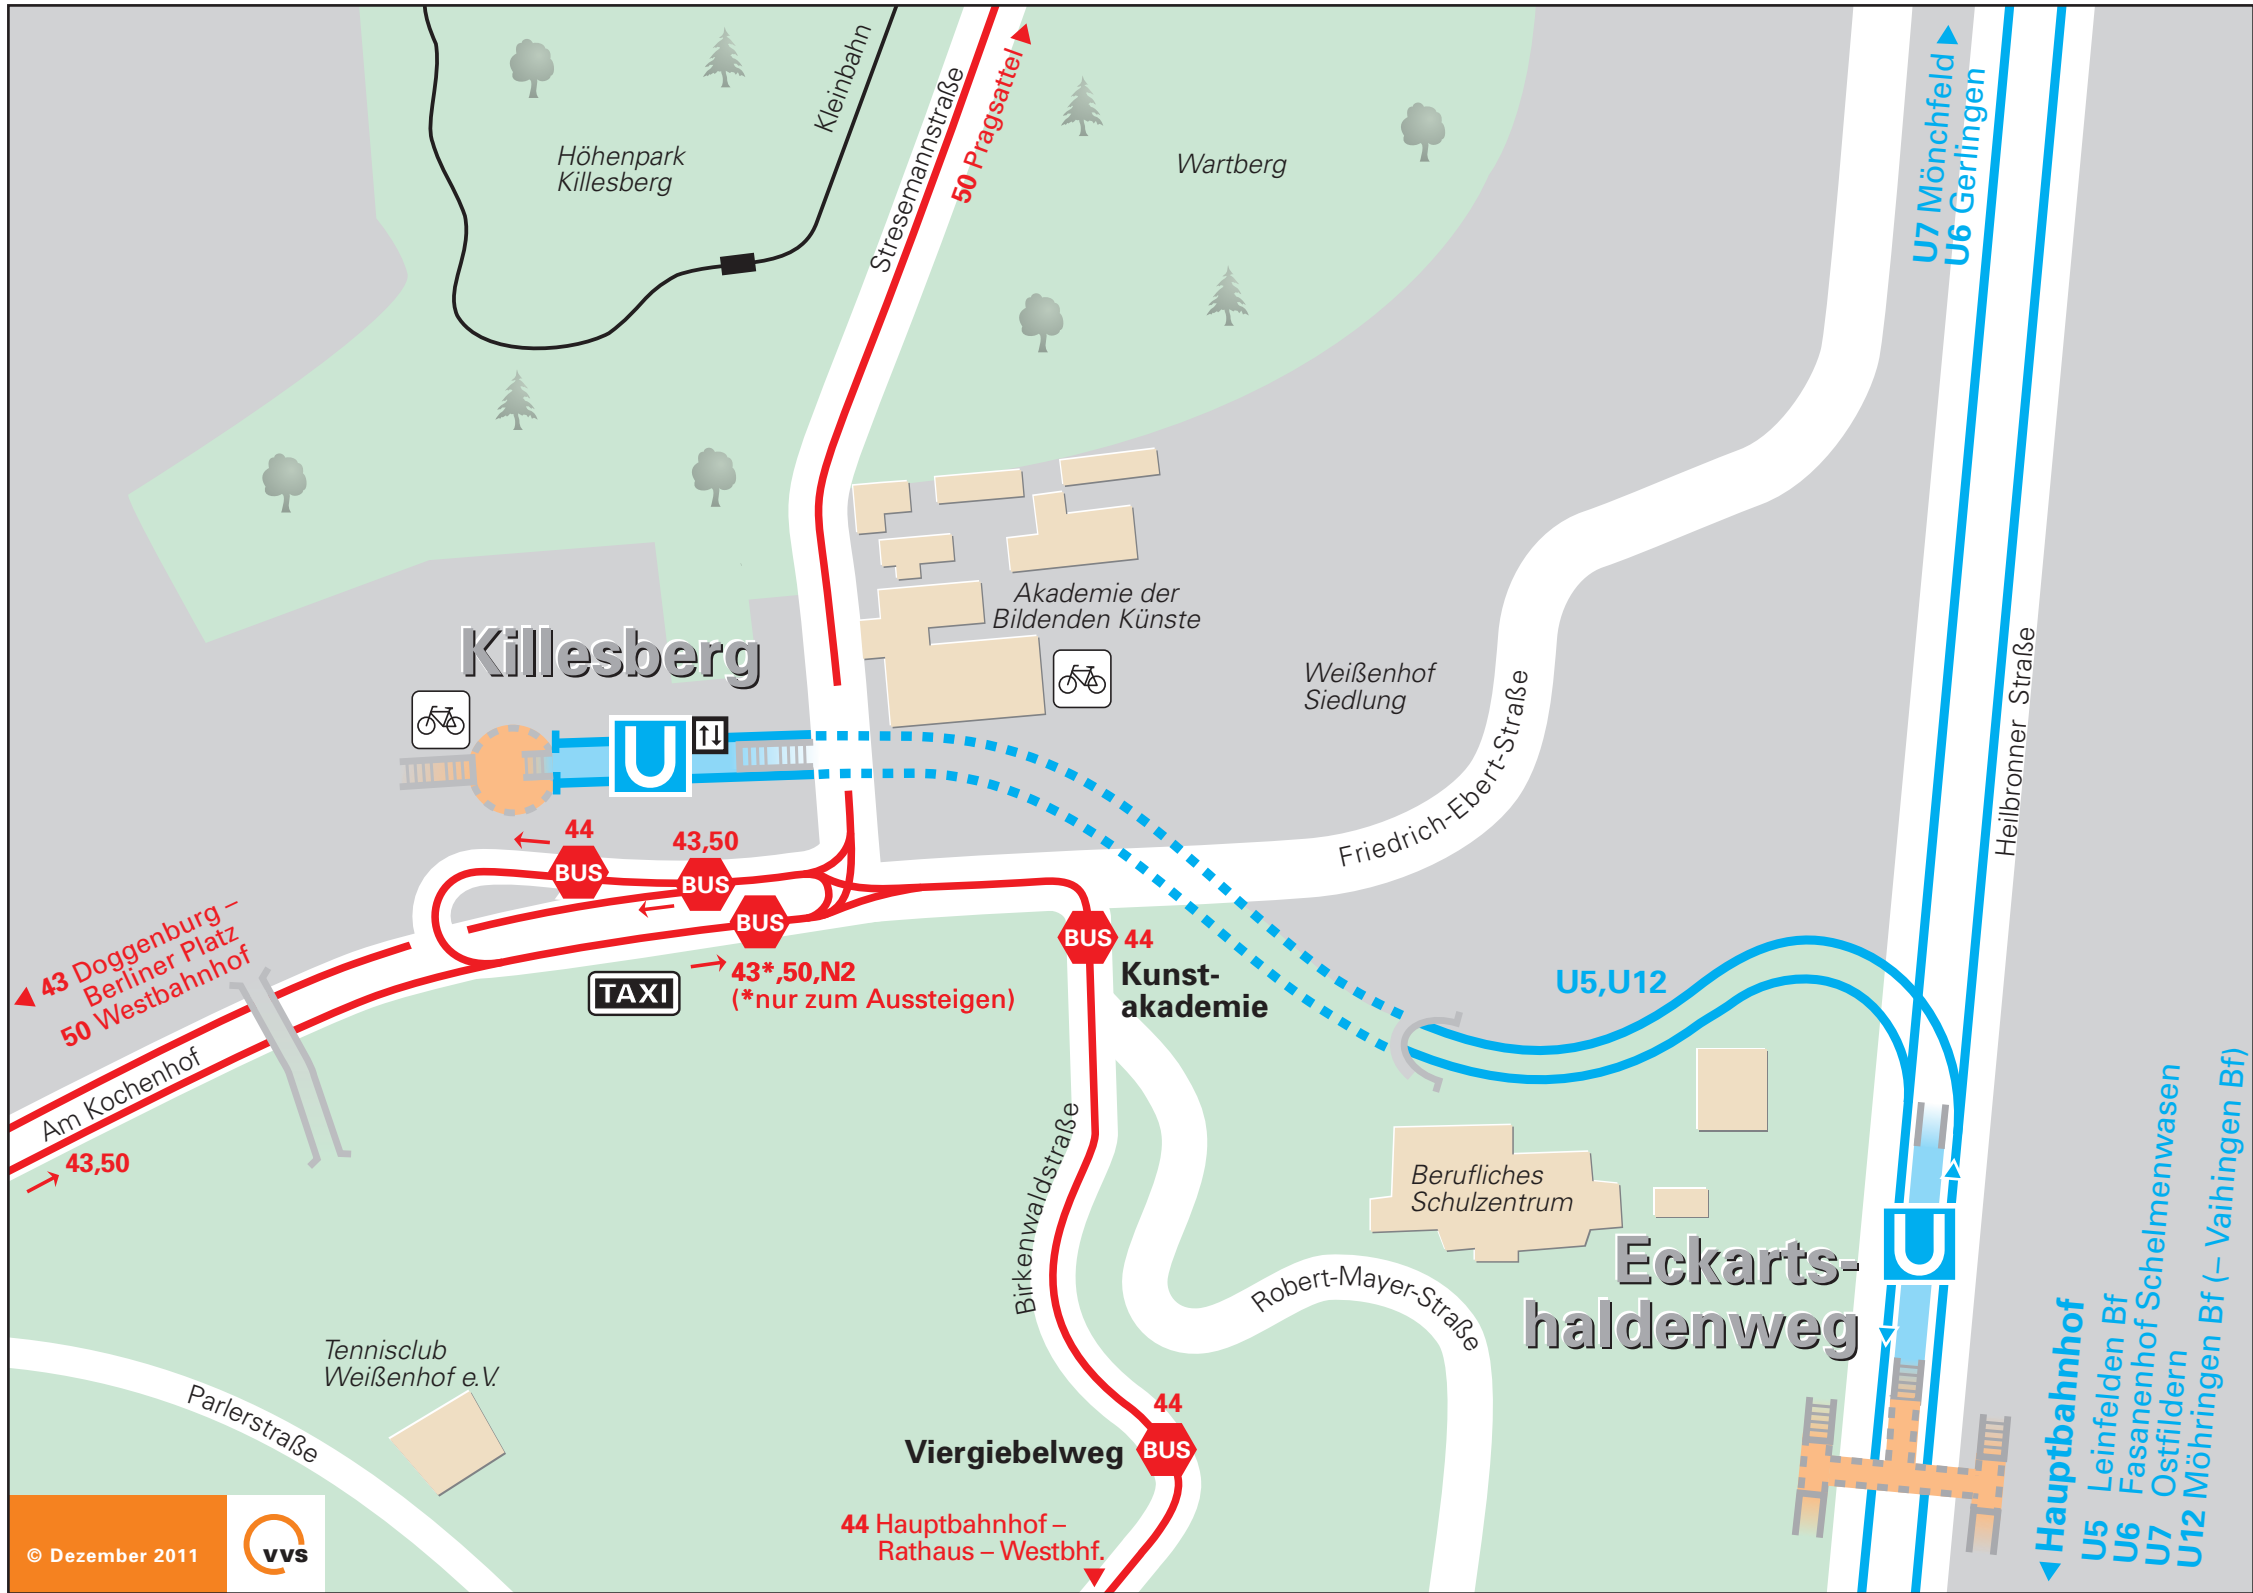 Kleinbahn
Stresemannstraße
50 Pragsattel
Höhenpark
Killesberg
Wartberg
U7 Mönchfeld
U6 Gerlingen
Akademie der
Bildenden Künste
Killesberg
U
Weißenhof
Siedlung
Friedrich-Ebert-Straße
Heilbronner Straße
44
BUS
43,50
BUS
BUS
43*,50,N2
(*nur zum Aussteigen)
TAXI
BUS 44
Kunst-
akademie
43 Doggenburg –
Berliner Platz
50 Westbahnhof
Am Kochenhof
43,50
U5,U12
Birkenwaldstraße
Berufliches
Schulzentrum
Robert-Mayer-Straße
Eckarts-
haldenweg
U
Tennisclub
Weißenhof e.V.
Parlerstraße
44
Viergiebelweg
BUS
44 Hauptbahnhof –
Rathaus – Westbhf.
Hauptbahnhof
U5 Leinfelden Bf
U6 Fasanenhof Schelmenwasen
U7 Ostfildern
U12 Möhringen Bf (– Vaihingen Bf)
© Dezember 2011
vvs